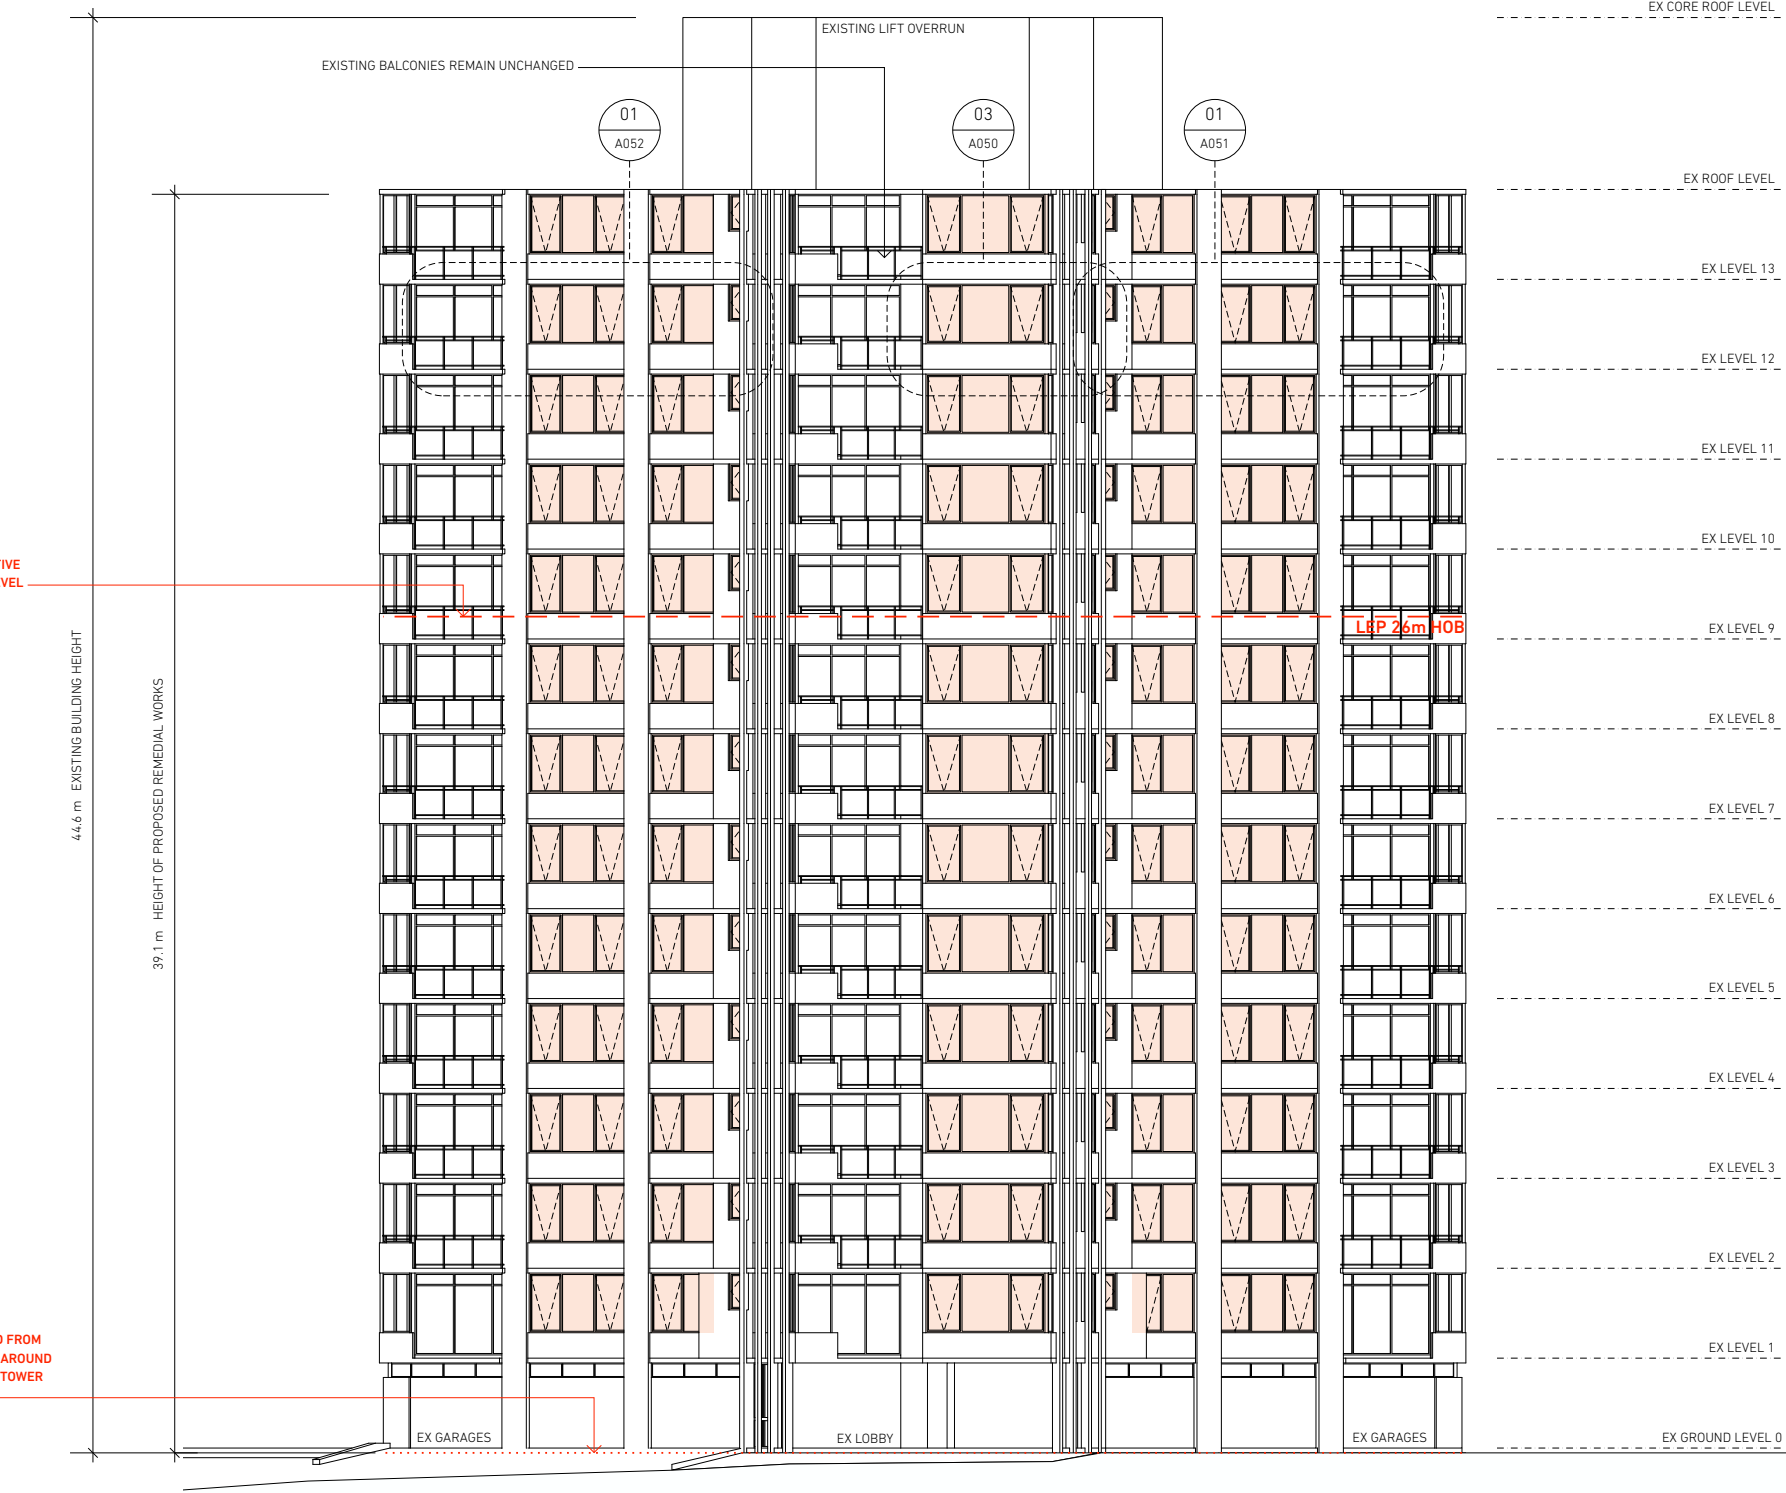 EX CORE ROOF LEVEL
EXISTING LIFT OVERRUN
EXISTING BALCONIES REMAIN UNCHANGED
01
A052
03
A050
01
A051
EX ROOF LEVEL
EX LEVEL 13
EX LEVEL 12
EX LEVEL 11
EX LEVEL 10
LEP 26m HOB
EX LEVEL 9
EX LEVEL 8
EX LEVEL 7
EX LEVEL 6
EX LEVEL 5
EX LEVEL 4
EX LEVEL 3
EX LEVEL 2
EX LEVEL 1
44.6 m EXISTING BUILDING HEIGHT
39.1 m HEIGHT OF PROPOSED REMEDIAL WORKS
FROM
AROUND
TOWER
EX GARAGES
EX LOBBY
EX GARAGES
EX GROUND LEVEL 0